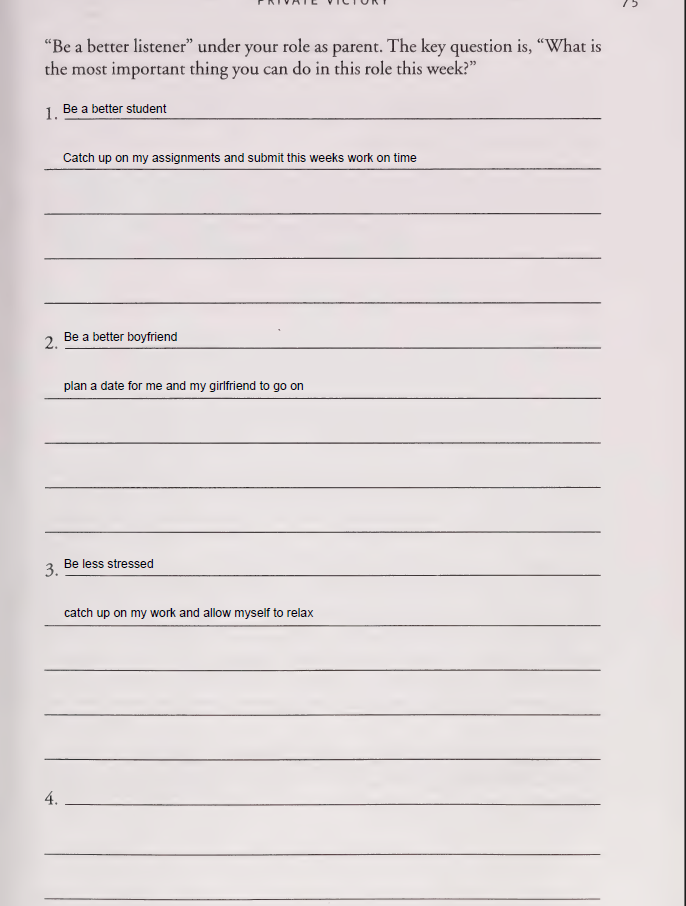 PRIVATE VICTORY 75
“Be a better listener” under your role as parent. The key question is, “What is
the most important thing you can do in this role this week?”
1. Be a better student
Catch up on my assignments and submit this weeks work on time
2. Be a better boyfriend
plan a date for me and my girlfriend to go on
3. Be less stressed
catch up on my work and allow myself to relax
4.